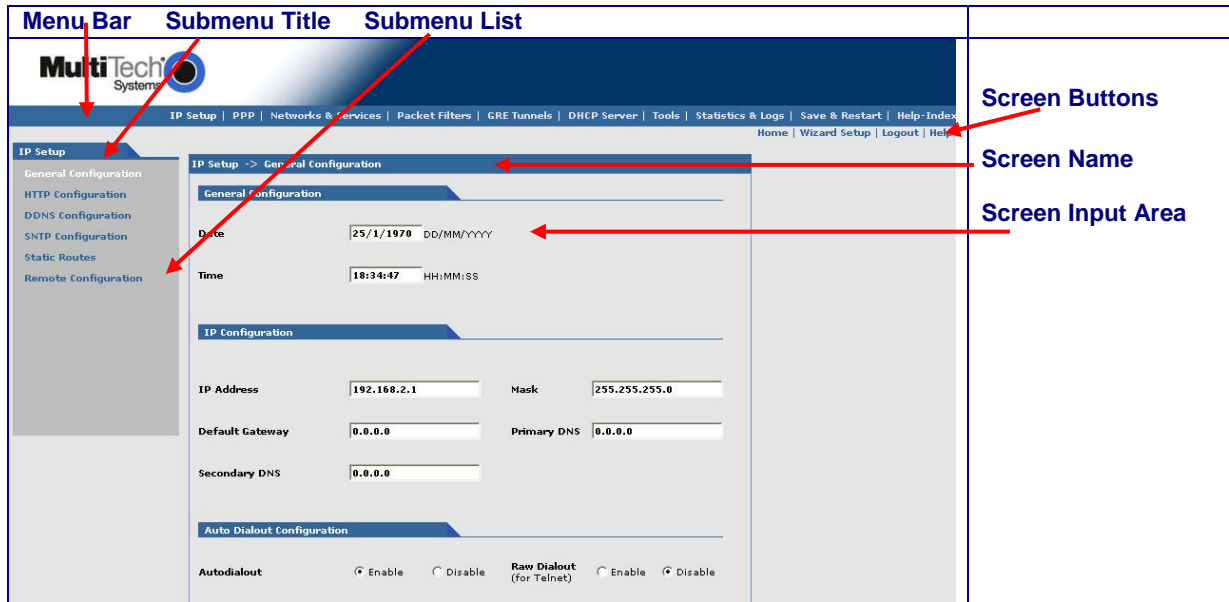 Menu Bar Submenu Title Submenu List
MultiTech
Systems
Screen Buttons
IP Setup | PPP | Networks & Services | Packet Filters | GRE Tunnels | DHCP Server | Tools | Statistics & Logs | Save & Restart | Help-Index
Home | Wizard Setup | Logout | Help
IP Setup
General Configuration
HTTP Configuration
DDNS Configuration
SNTP Configuration
Static Routes
Remote Configuration
Screen Name
IP Setup -> General Configuration
General Configuration
Screen Input Area
Date 25/1/1970 DD/MM/YYYY
Time 18:34:47 HH:MM:SS
IP Configuration
IP Address 192.168.2.1 Mask 255.255.255.0
Default Gateway 0.0.0.0 Primary DNS 0.0.0.0
Secondary DNS 0.0.0.0
Auto Dialout Configuration
Autodialout Enable Disable Raw Dialout Enable Disable
(for Telnet)